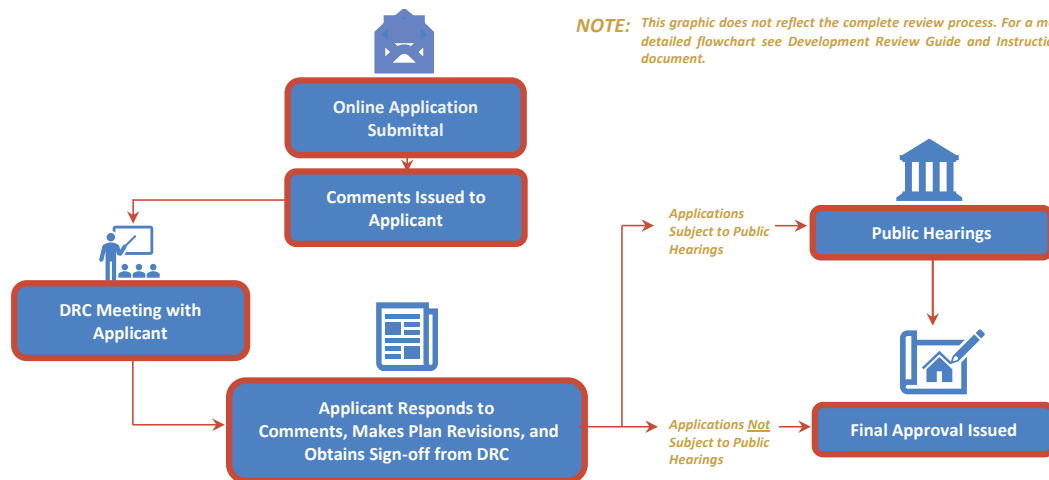 NOTE: This graphic does not reflect the complete review process. For a
detailed flowchart see Development Review Guide and
document.
Online Application
Submittal
Comments Issued to
Applicant
Applications
Subject to Public
Hearings
Public Hearings
DRC Meeting with
Applicant
Applicant Responds to
Comments, Makes Plan Revisions, and
Obtains Sign-off from DRC
Applications Not
Subject to Public
Hearings
Final Approval Issued